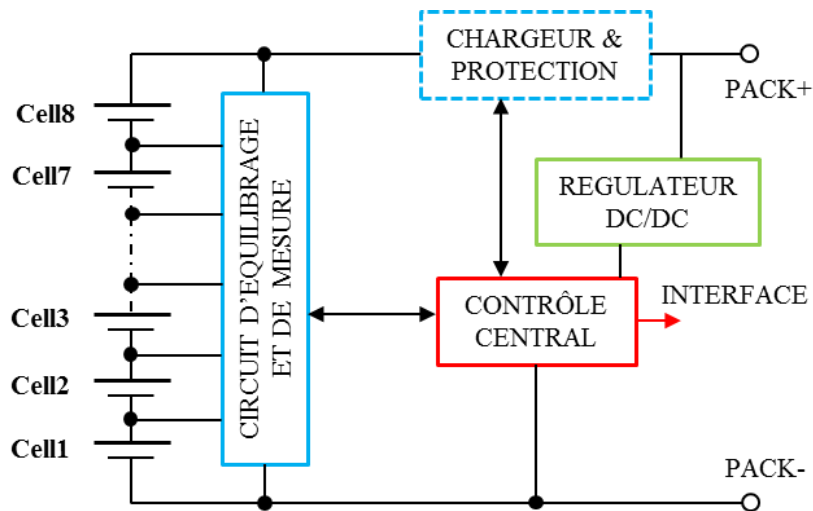 CHARGEUR &
PROTECTION
PACK+
Cell8
Cell7
CIRCUIT D'EQUILIBRAGE
ET DE MESURE
REGULATEUR
DC/DC
Cell3
CONTRÔLE
CENTRAL
INTERFACE
Cell2
Cell1
PACK-